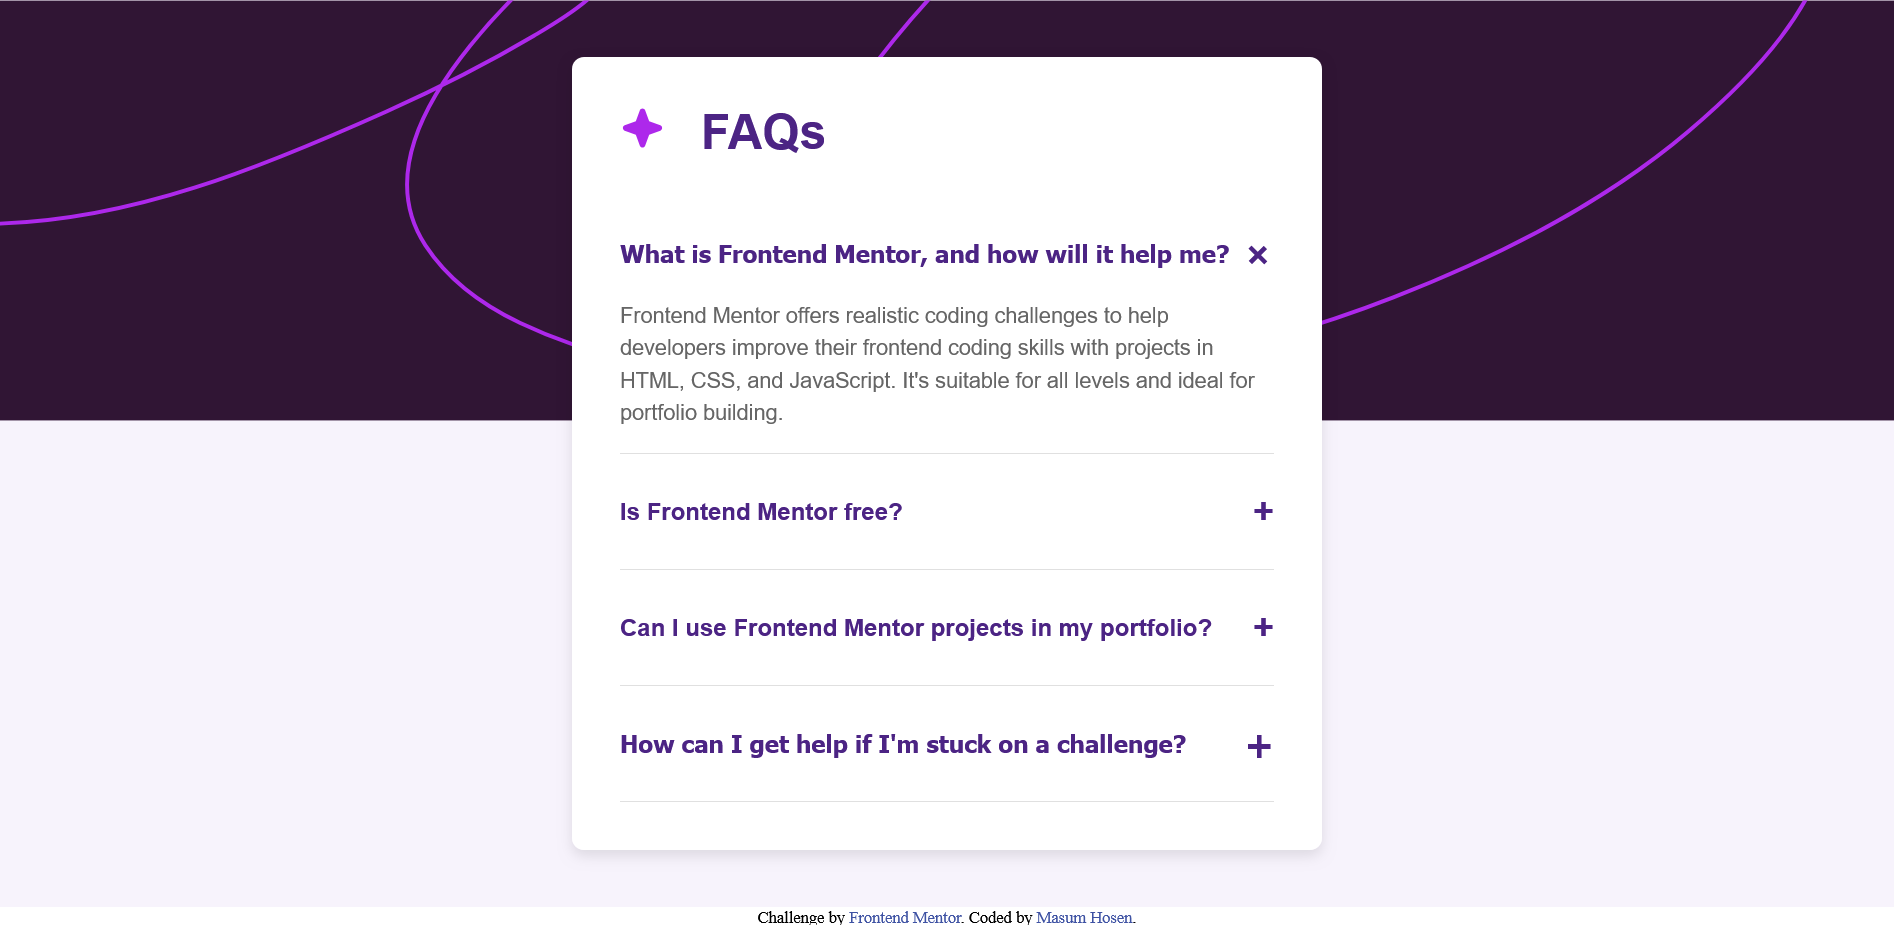 FAQs
What is Frontend Mentor, and how will it help me? ×
Frontend Mentor offers realistic coding challenges to help
developers improve their frontend coding skills with projects in
HTML, CSS, and JavaScript. It's suitable for all levels and ideal for
portfolio building.
Is Frontend Mentor free? +
Can I use Frontend Mentor projects in my portfolio? +
How can I get help if I'm stuck on a challenge? +
Challenge by Frontend Mentor. Coded by Masum Hosen.